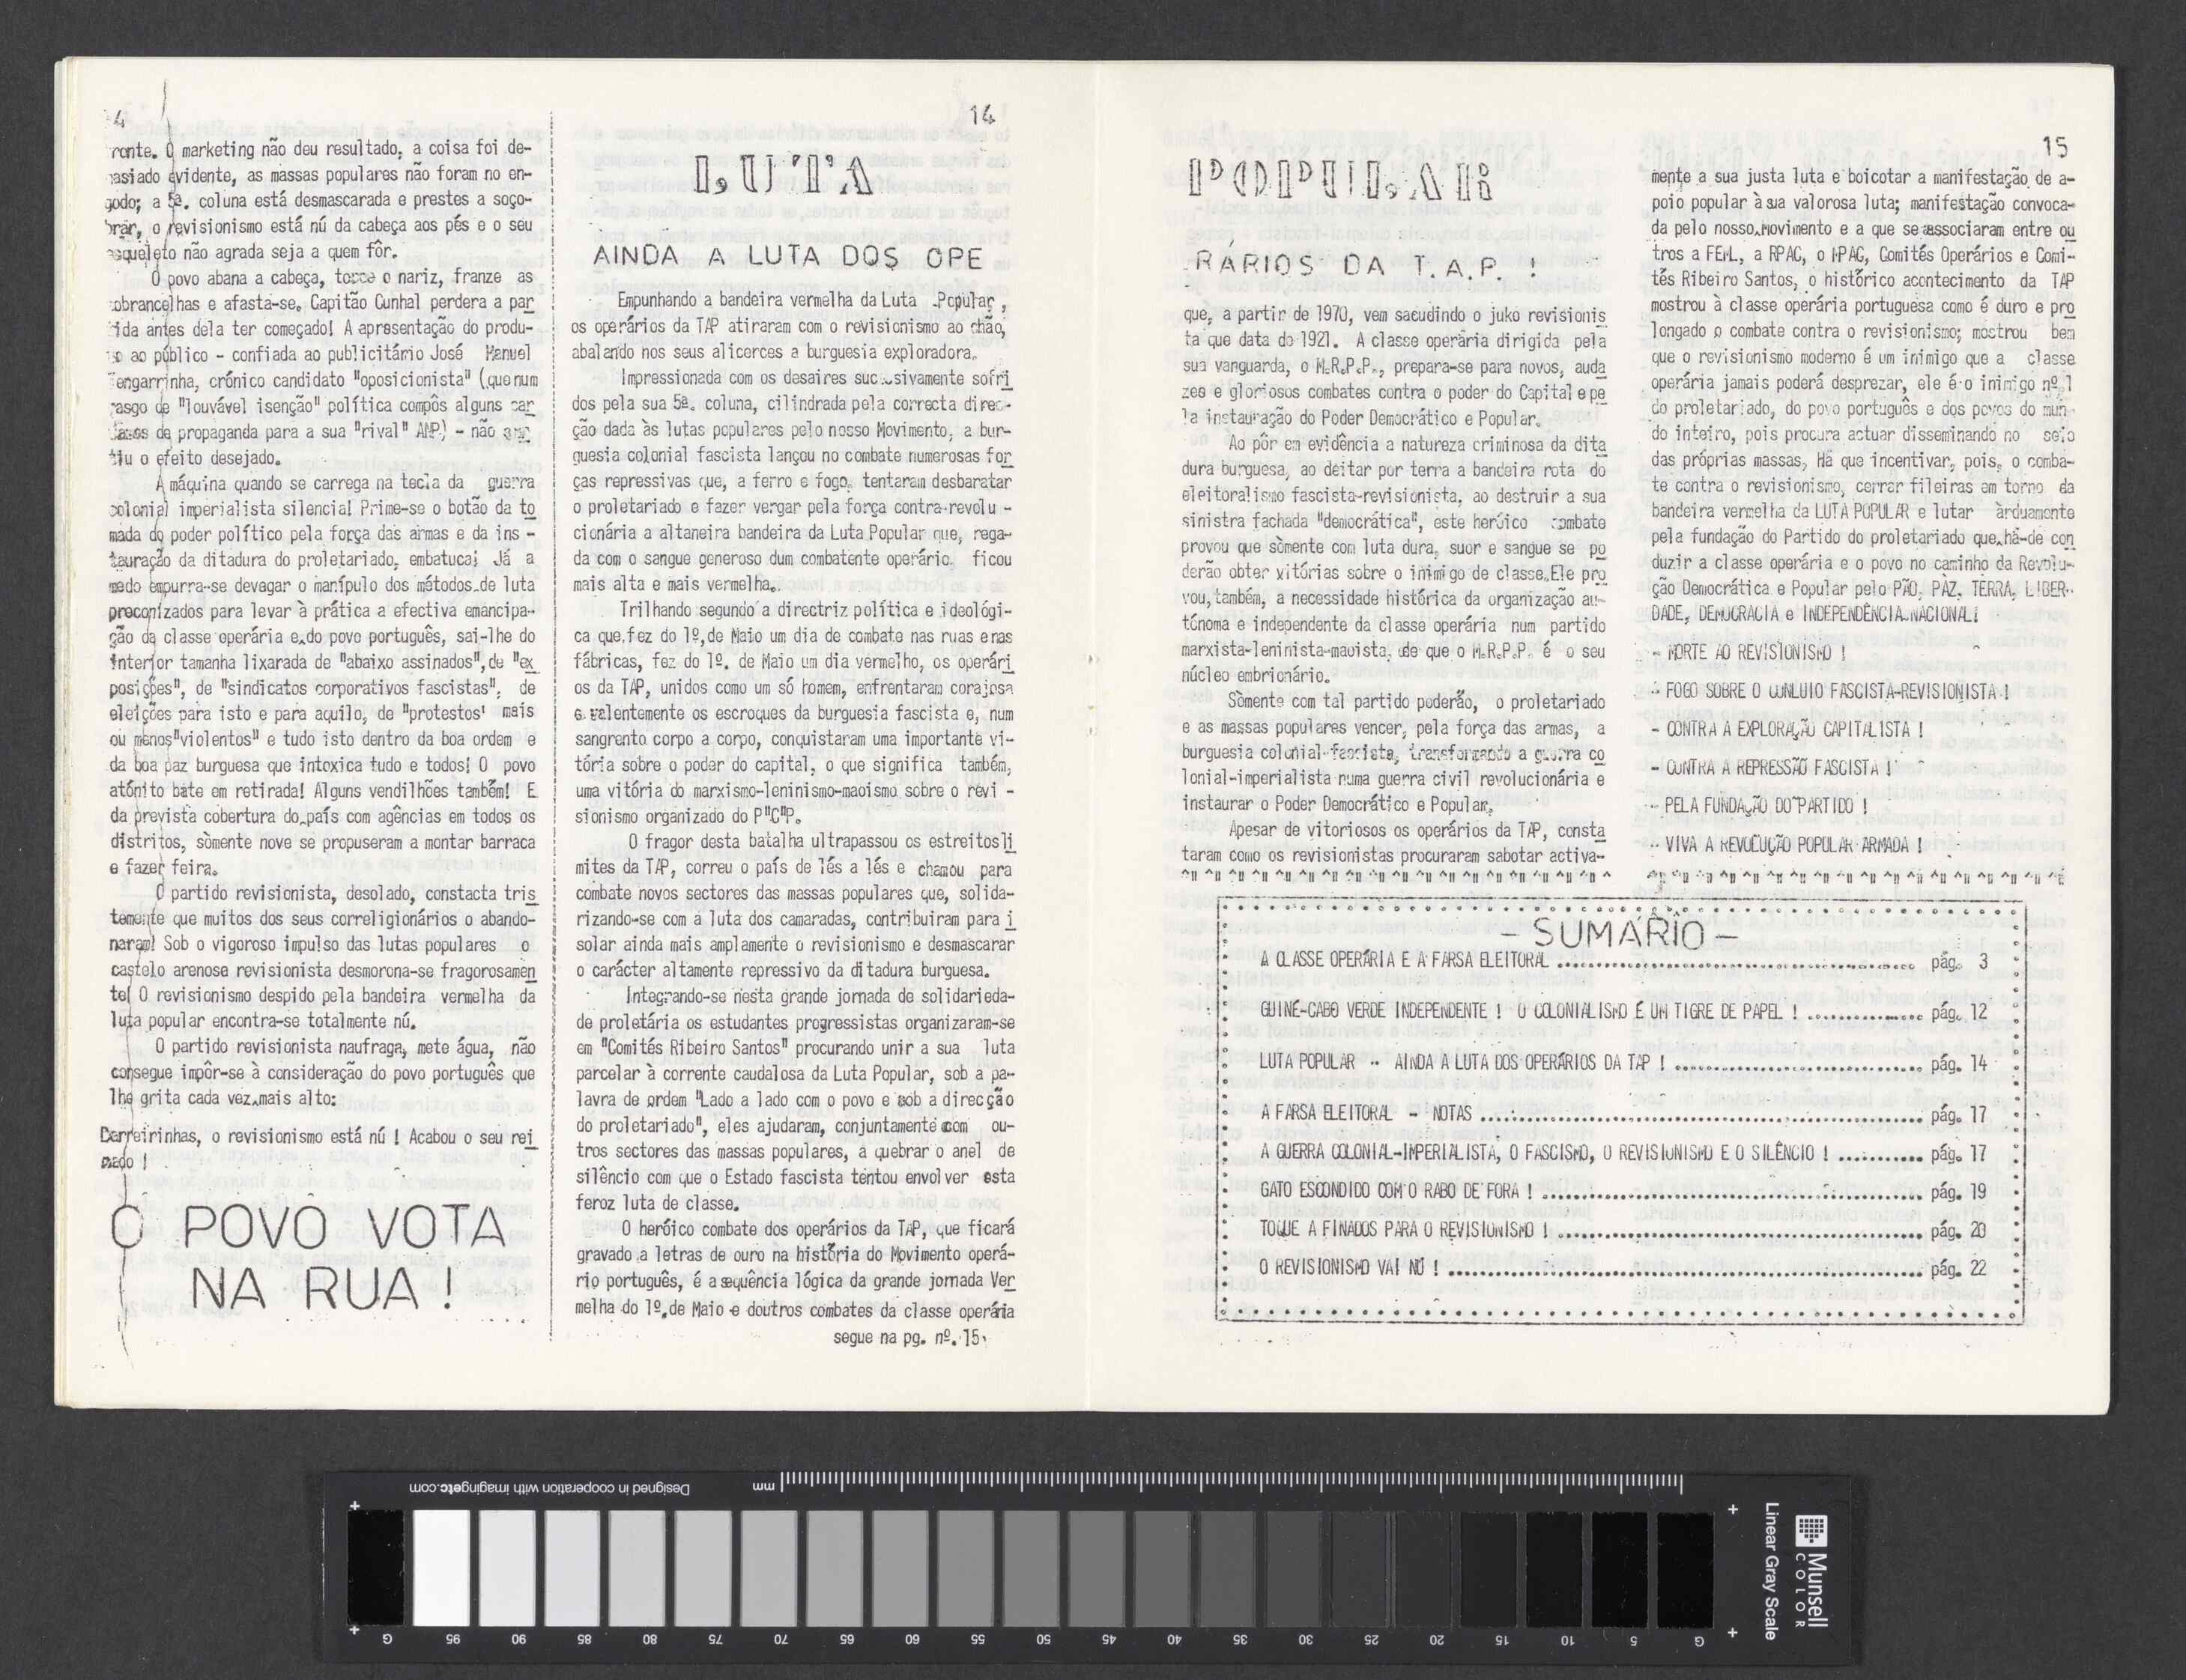 4
ronte. O marketing não deu resultado, a coisa foi de-
asiado evidente, as massas populares não foram no en-
godo; a 5ª. coluna está desmascarada e prestes a soço-
brar, o revisionismo está nú da cabeça aos pés e o seu
esqueleto não agrada seja a quem fôr.
O povo abana a cabeça, torce o nariz, franze as
obrancelhas e afasta-se. Capitão Cunhal perdera a par
ida antes dela ter começado! A apresentação do produ-
o ao público - confiada ao publicitário José Manuel
Tengarrinha, crónico candidato "oposicionista" (que num
rasgo de "louvável isenção" política compôs alguns car
tazes de propaganda para a sua "rival" ANP) - não
tiu o efeito desejado.
A máquina quando se carrega na tecla da guerra
colonial imperialista silencia! Prime-se o botão da to
mada do poder político pela força das armas e da ins -
tauração da ditadura do proletariado, embatuca! Já a
medo empurra-se devagar o manípulo dos métodos de luta
preconizados para levar à prática a efectiva emancipa-
ção da classe operária e do povo português, sai-lhe do
interior tamanha lixarada de "abaixo assinados", de "ex
posições", de "sindicatos corporativos fascistas", de
eleições para isto e para aquilo, de "protestos' mais
ou menos"violentos" e tudo isto dentro da boa ordem e
da boa paz burguesa que intoxica tudo e todos! O povo
atónito bate em retirada! Alguns vendilhões também! E
da prevista cobertura do país com agências em todos os
distritos, sòmente nove se propuseram a montar barraca
e fazer feira.
O partido revisionista, desolado, constacta tris
temente que muitos dos seus correligionários o abando-
naram! Sob o vigoroso impulso das lutas populares o
castelo arenoso revisionista desmorona-se fragorosamen
te! O revisionismo despido pela bandeira vermelha da
luta popular encontra-se totalmente nú.
O partido revisionista naufraga, mete água, não
consegue impôr-se à consideração do povo português que
lhe grita cada vez mais alto:
Barreirinhas, o revisionismo está nú ! Acabou o seu rei
nado !
O POVO VOTA
NA RUA !
14
LUTA
AINDA A LUTA DOS OPE
Empunhando a bandeira vermelha da Luta Popular ,
os operários da TAP atiraram com o revisionismo ao chão,
abalando nos seus alicerces a burguesia exploradora.
Impressionada com os desaires sucessivamente sofri
dos pela sua 5ª. coluna, cilindrada pela correcta direc-
ção dada às lutas populares pelo nosso Movimento, a bur-
guesia colonial fascista lançou no combate numerosas for
ças repressivas que, a ferro e fogo, tentaram desbaratar
o proletariado e fazer vergar pela força contra-revolu -
cionária a altaneira bandeira da Luta Popular que, rega-
da com o sangue generoso dum combatente operário, ficou
mais alta e mais vermelha.
Trilhando segundo a directriz política e ideológi-
ca que fez do 1º. de Maio um dia de combate nas ruas e nas
fábricas, fez do 1º. de Maio um dia vermelho, os operári
os da TAP, unidos como um só homem, enfrentaram corajosa
e valentemente os escroques da burguesia fascista e, num
sangrento corpo a corpo, conquistaram uma importante vi-
tória sobre o poder do capital, o que significa também,
uma vitória do marxismo-leninismo-maoismo sobre o revi -
sionismo organizado do P"C"P.
O fragor desta batalha ultrapassou os estreitos li
mites da TAP, correu o país de lés a lés e chamou para
combate novos sectores das massas populares que, solida-
rizando-se com a luta dos camaradas, contribuiram para i
solar ainda mais amplamente o revisionismo e desmascarar
o carácter altamente repressivo da ditadura burguesa.
Integrando-se nesta grande jornada de solidarieda-
de proletária os estudantes progressistas organizaram-se
em "Comités Ribeiro Santos" procurando unir a sua luta
parcelar à corrente caudalosa da Luta Popular, sob a pa-
lavra de ordem "Lado a lado com o povo e sob a direcção
do proletariado", eles ajudaram, conjuntamente com ou-
tros sectores das massas populares, a quebrar o anel de
silêncio com que o Estado fascista tentou envolver esta
feroz luta de classe.
O heróico combate dos operários da TAP, que ficará
gravado a letras de ouro na história do Movimento operá-
rio português, é a sequência lógica da grande jornada Ver
melha do 1º. de Maio e doutros combates da classe operária
segue na pg. nº. 15
15
POPULAR
RÁRIOS DA T.A.P. !
que, a partir de 1970, vem sacudindo o jugo revisionis
ta que data de 1921. A classe operária dirigida pela
sua vanguarda, o M.R.P.P., prepara-se para novos, auda
zes e gloriosos combates contra o poder do Capital e pe
la instauração do Poder Democrático e Popular.
Ao pôr em evidência a natureza criminosa da dita
dura burguesa, ao deitar por terra a bandeira rota do
eleitoralismo fascista-revisionista, ao destruir a sua
sinistra fachada "democrática", este heróico combate
provou que sòmente com luta dura, suor e sangue se po
derão obter vitórias sobre o inimigo de classe. Ele pro
vou, também, a necessidade histórica da organização au-
tónoma e independente da classe operária num partido
marxista-leninista-maoista, de que o M.R.P.P. é o seu
núcleo embrionário.
Sòmente com tal partido poderão, o proletariado
e as massas populares vencer, pela força das armas, a
burguesia colonial-fascista, transformando a guerra co
lonial-imperialista numa guerra civil revolucionária e
instaurar o Poder Democrático e Popular.
Apesar de vitoriosos os operários da TAP, consta
taram como os revisionistas procuraram sabotar activa-
mente a sua justa luta e boicotar a manifestação de a-
poio popular à sua valorosa luta; manifestação convoca-
da pelo nosso Movimento e a que se associaram entre ou
tros a FEML, a RPAC, o MPAC, Comités Operários e Comi-
tés Ribeiro Santos, o histórico acontecimento da TAP
mostrou à classe operária portuguesa como é duro e pro
longado o combate contra o revisionismo; mostrou bem
que o revisionismo moderno é um inimigo que a classe
operária jamais poderá desprezar, ele é o inimigo nº 1
do proletariado, do povo português e dos povos do mun-
do inteiro, pois procura actuar disseminando no seio
das próprias massas, Há que incentivar, pois, o comba-
te contra o revisionismo, cerrar fileiras em torno da
bandeira vermelha da LUTA POPULAR e lutar àrduamente
pela fundação do Partido do proletariado que há-de con
duzir a classe operária e o povo no caminho da Revolu-
ção Democrática e Popular pelo PÃO, PAZ, TERRA, LIBER-
DADE, DEMOCRACIA e INDEPENDÊNCIA NACIONAL!
- MORTE AO REVISIONISMO !
- FOGO SOBRE O CONLUIO FASCISTA-REVISIONISTA !
- CONTRA A EXPLORAÇÃO CAPITALISTA !
- CONTRA A REPRESSÃO FASCISTA !
- PELA FUNDAÇÃO DO PARTIDO !
- VIVA A REVOLUÇÃO POPULAR ARMADA !
- SUMÁRIO -
A CLASSE OPERÁRIA E A FARSA ELEITORAL ........ pág. 3
GUINÉ-CABO VERDE INDEPENDENTE ! O COLONIALISMO É UM TIGRE DE PAPEL ! ........ pág. 12
LUTA POPULAR -- AINDA A LUTA DOS OPERÁRIOS DA TAP ! ........ pág. 14
A FARSA ELEITORAL - NOTAS ........ pág. 17
A GUERRA COLONIAL-IMPERIALISTA, O FASCISMO, O REVISIONISMO E O SILÊNCIO ! ........ pág. 17
GATO ESCONDIDO COM O RABO DE FORA ! ........ pág. 19
TOQUE A FINADOS PARA O REVISIONISMO ! ........ pág. 20
O REVISIONISMO VAI NÚ ! ........ pág. 22
Designed in cooperation with imagingetc.com
mm
G 95 90 85 80 75 70 65 60 55 50 45 40 35 30 25 20 15 10 5 G
Munsell
COLOR
Linear Gray Scale